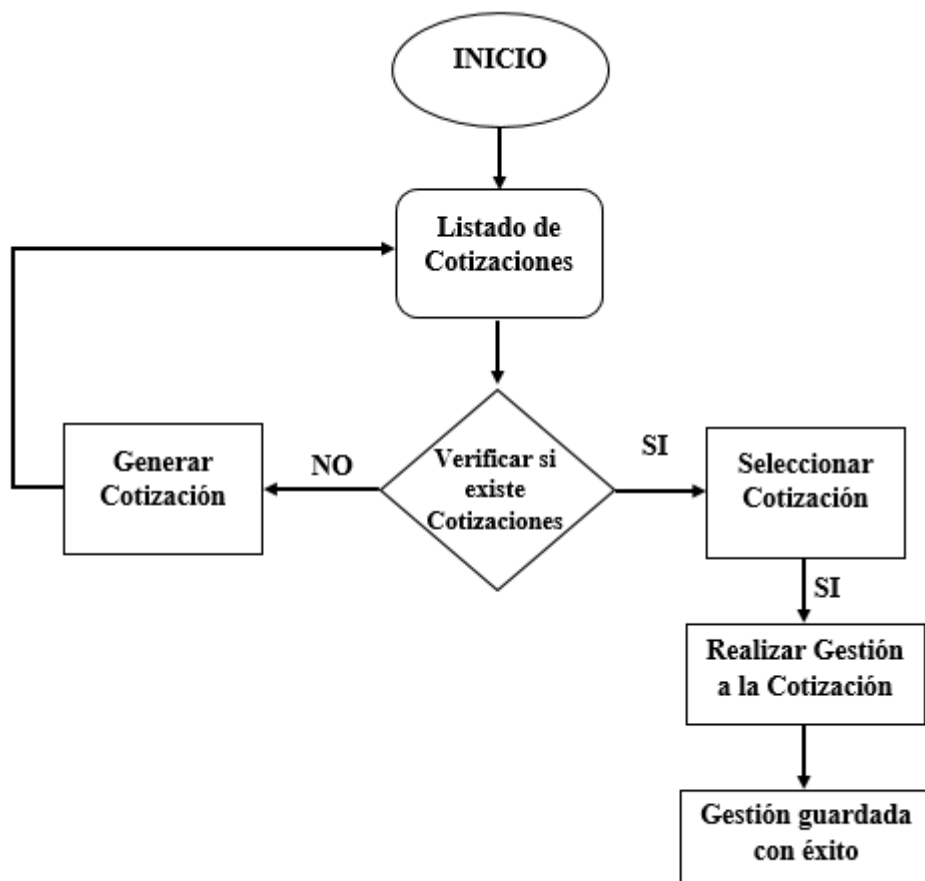 INICIO
Listado de
Cotizaciones
Verificar si
existe
Cotizaciones
NO
Generar
Cotización
SI
Seleccionar
Cotización
SI
Realizar Gestión
a la Cotización
Gestión guardada
con éxito